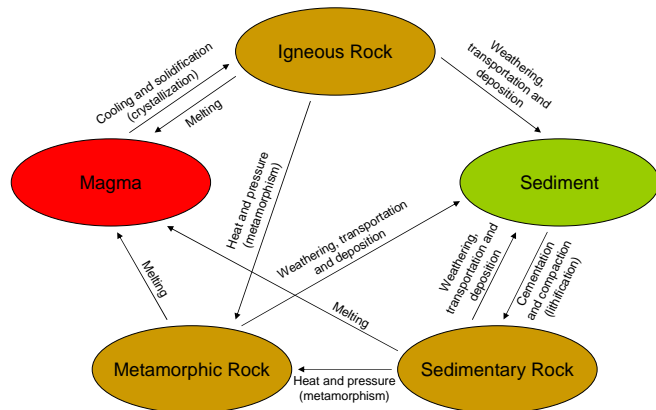 Igneous Rock
Cooling and solidification
(crystallization)
Melting
Weathering,
transportation and
deposition
Magma
Sediment
Heat and pressure
(metamorphism)
Weathering, transportation
and deposition
Weathering,
transportation and
deposition
Cementation
and compaction
(lithification)
Melting
Melting
Metamorphic Rock
Heat and pressure
(metamorphism)
Sedimentary Rock